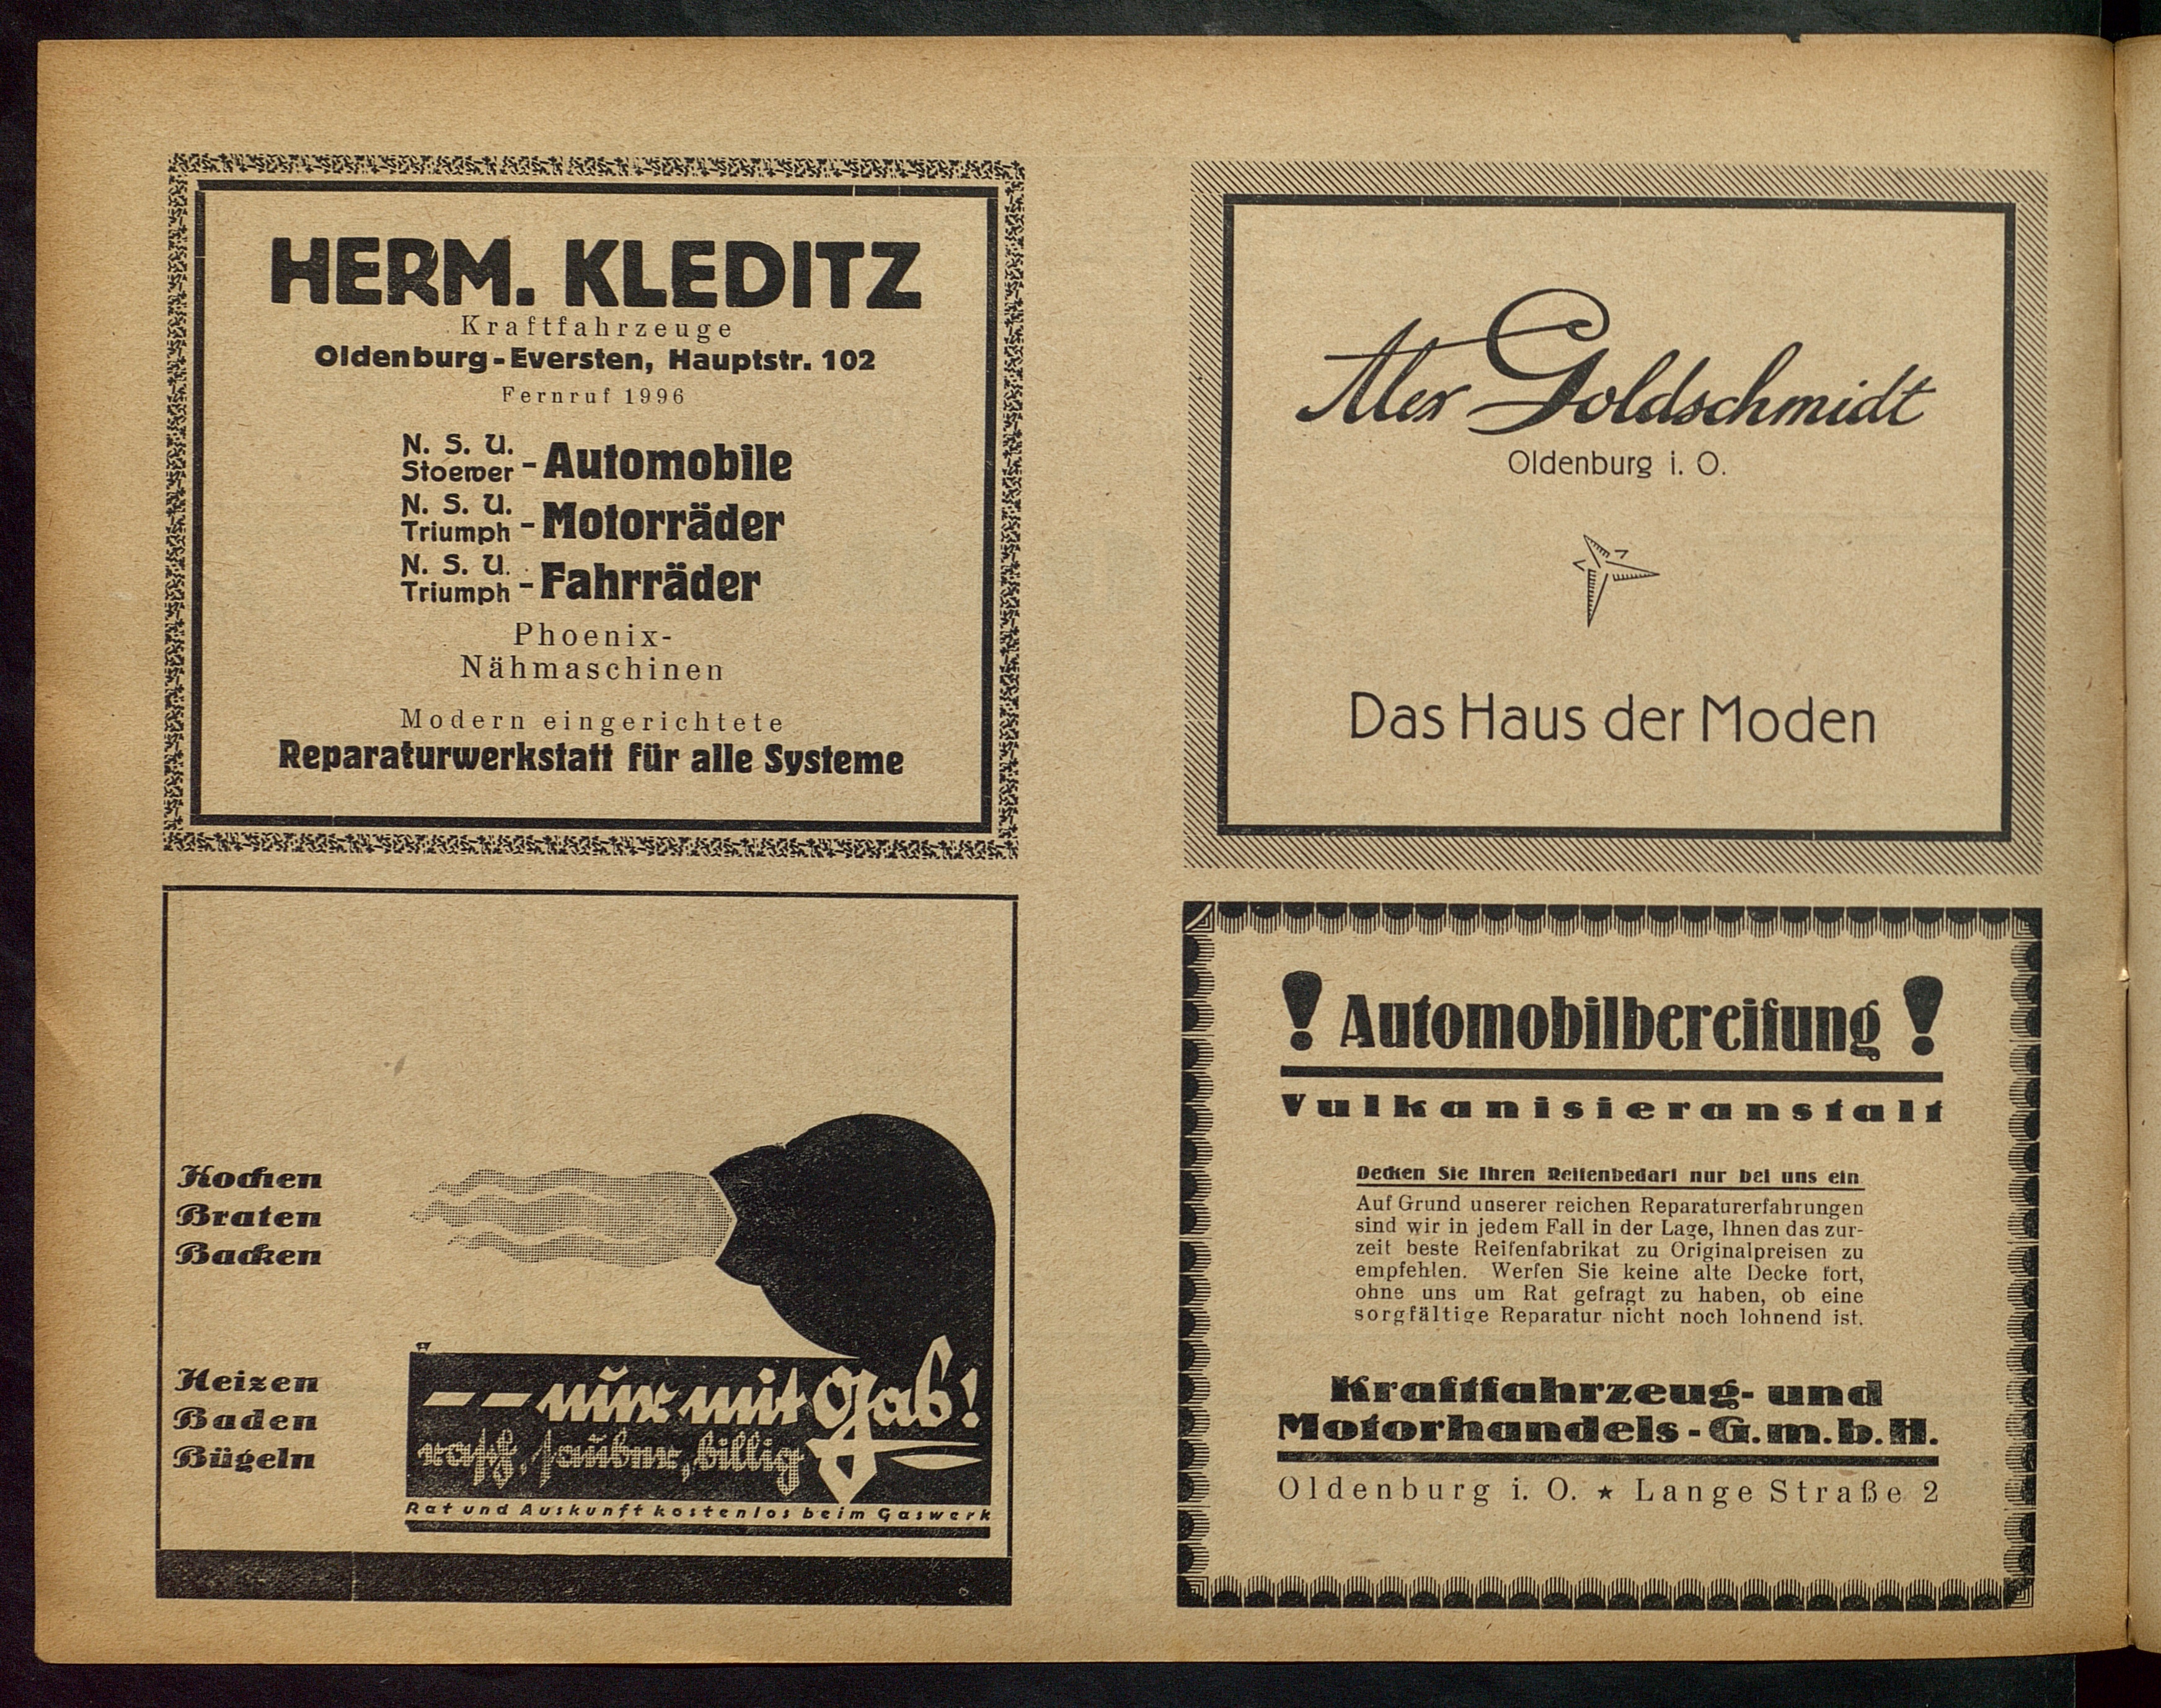 HERM. KLEDITZ
Kraftfahrzeuge
Oldenburg-Eversten, Hauptstr. 102
Fernruf 1996
N. S. U.
Stoewer - Automobile
N. S. U.
Triumph - Motorräder
N. S. U.
Triumph - Fahrräder
Phoenix-
Nähmaschinen
Modern eingerichtete
Reparaturwerkstatt für alle Systeme
Kochen
Braten
Backen
Heizen
Baden
Bügeln
— — nur mit Gas!
rasch, sauber, billig
Rat und Auskunft kostenlos beim Gaswerk
Alex Goldschmidt
Oldenburg i. O.
Das Haus der Moden
! Automobilbereifung !
Vulkanisieranstalt
Decken Sie Ihren Reifenbedarf nur bei uns ein
Auf Grund unserer reichen Reparaturerfahrungen
sind wir in jedem Fall in der Lage, Ihnen das zur-
zeit beste Reifenfabrikat zu Originalpreisen zu
empfehlen. Werfen Sie keine alte Decke fort,
ohne uns um Rat gefragt zu haben, ob eine
sorgfältige Reparatur nicht noch lohnend ist.
Kraftfahrzeug- und
Motorhandels-G.m.b.H.
Oldenburg i. O. ★ Lange Straße 2